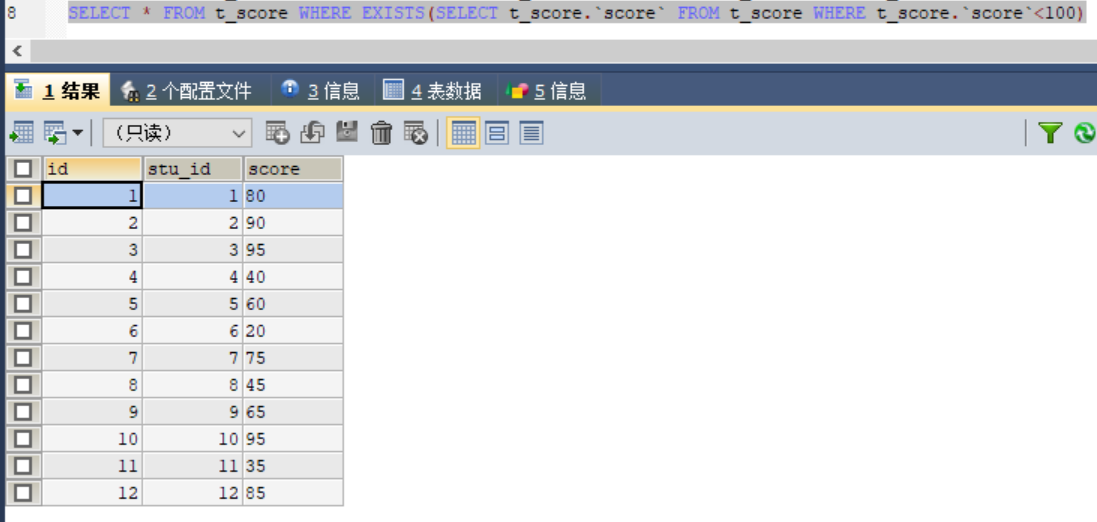 8 SELECT * FROM t_score WHERE EXISTS(SELECT t_score.`score` FROM t_score WHERE t_score.`score`<100)
1 结果 2 个配置文件 3 信息 4 表数据 5 信息
（只读）
id stu_id score
1 1 80
2 2 90
3 3 95
4 4 40
5 5 60
6 6 20
7 7 75
8 8 45
9 9 65
10 10 95
11 11 35
12 12 85